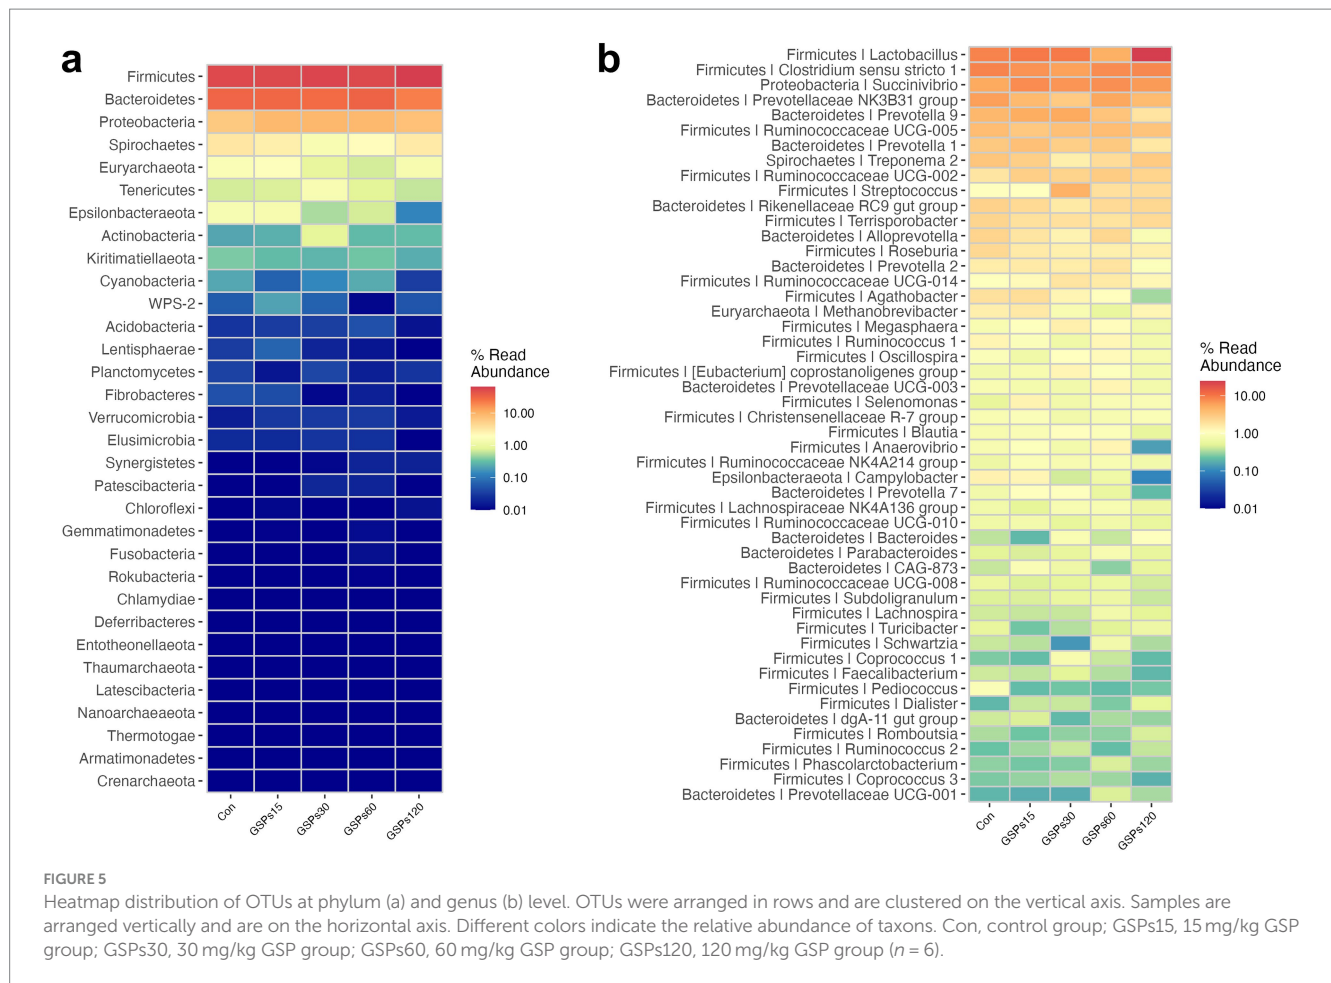 a
Firmicutes
Bacteroidetes
Proteobacteria
Spirochaetes
Euryarchaeota
Tenericutes
Epsilonbacteraeota
Actinobacteria
Kiritimatiellaeota
Cyanobacteria
WPS-2
Acidobacteria
Lentisphaerae
Planctomycetes
Fibrobacteres
Verrucomicrobia
Elusimicrobia
Synergistetes
Patescibacteria
Chloroflexi
Gemmatimonadetes
Fusobacteria
Rokubacteria
Chlamydiae
Deferribacteres
Entotheonellaeota
Thaumarchaeota
Latescibacteria
Nanoarchaeaeota
Thermotogae
Armatimonadetes
Crenarchaeota
Con
GSPs15
GSPs30
GSPs60
GSPs120
% Read
Abundance
10.00
1.00
0.10
0.01
b
Firmicutes | Lactobacillus
Firmicutes | Clostridium sensu stricto 1
Proteobacteria | Succinivibrio
Bacteroidetes | Prevotellaceae NK3B31 group
Bacteroidetes | Prevotella 9
Firmicutes | Ruminococcaceae UCG-005
Bacteroidetes | Prevotella 1
Spirochaetes | Treponema 2
Firmicutes | Ruminococcaceae UCG-002
Firmicutes | Streptococcus
Bacteroidetes | Rikenellaceae RC9 gut group
Firmicutes | Terrisporobacter
Bacteroidetes | Alloprevotella
Firmicutes | Roseburia
Bacteroidetes | Prevotella 2
Firmicutes | Ruminococcaceae UCG-014
Firmicutes | Agathobacter
Euryarchaeota | Methanobrevibacter
Firmicutes | Megasphaera
Firmicutes | Ruminococcus 1
Firmicutes | Oscillospira
Firmicutes | [Eubacterium] coprostanoligenes group
Bacteroidetes | Prevotellaceae UCG-003
Firmicutes | Selenomonas
Firmicutes | Christensenellaceae R-7 group
Firmicutes | Blautia
Firmicutes | Anaerovibrio
Firmicutes | Ruminococcaceae NK4A214 group
Epsilonbacteraeota | Campylobacter
Bacteroidetes | Prevotella 7
Firmicutes | Lachnospiraceae NK4A136 group
Firmicutes | Ruminococcaceae UCG-010
Bacteroidetes | Bacteroides
Bacteroidetes | Parabacteroides
Bacteroidetes | CAG-873
Firmicutes | Ruminococcaceae UCG-008
Firmicutes | Subdoligranulum
Firmicutes | Lachnospira
Firmicutes | Turicibacter
Firmicutes | Schwartzia
Firmicutes | Coprococcus 1
Firmicutes | Faecalibacterium
Firmicutes | Pediococcus
Firmicutes | Dialister
Bacteroidetes | dgA-11 gut group
Firmicutes | Romboutsia
Firmicutes | Ruminococcus 2
Firmicutes | Phascolarctobacterium
Firmicutes | Coprococcus 3
Bacteroidetes | Prevotellaceae UCG-001
Con
GSPs15
GSPs30
GSPs60
GSPs120
% Read
Abundance
10.00
1.00
0.10
0.01
FIGURE 5
Heatmap distribution of OTUs at phylum (a) and genus (b) level. OTUs were arranged in rows and are clustered on the vertical axis. Samples are
arranged vertically and are on the horizontal axis. Different colors indicate the relative abundance of taxons. Con, control group; GSPs15, 15 mg/kg GSP
group; GSPs30, 30 mg/kg GSP group; GSPs60, 60 mg/kg GSP group; GSPs120, 120 mg/kg GSP group (n = 6).